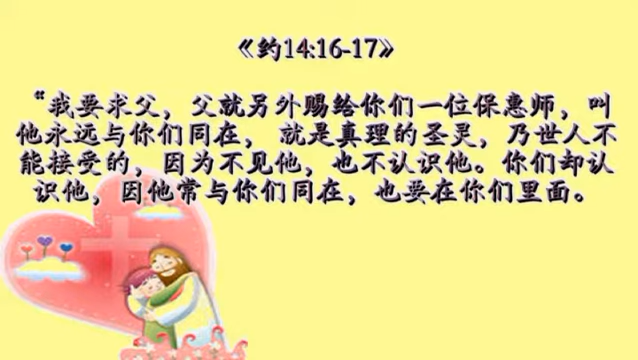 《约14:16-17》
“我要求父，父就另外赐给你们一位保惠师，叫
他永远与你们同在， 就是真理的圣灵，乃世人不
能接受的，因为不见他，也不认识他。你们却认
识他，因他常与你们同在，也要在你们里面。